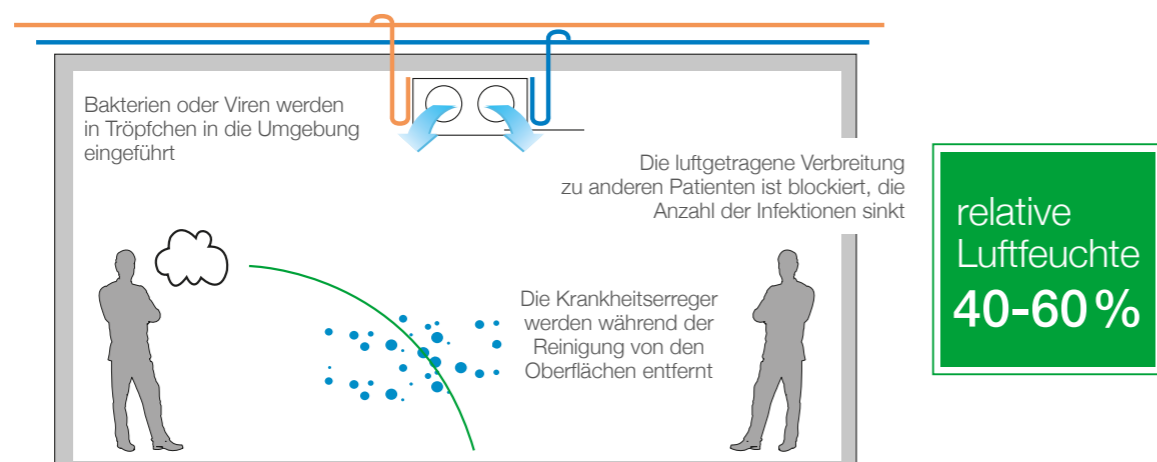 Bakterien oder Viren werden
in Tröpfchen in die Umgebung
eingeführt
Die luftgetragene Verbreitung
zu anderen Patienten ist blockiert, die
Anzahl der Infektionen sinkt
Die Krankheitserreger
werden während der
Reinigung von den
Oberflächen entfernt
relative
Luftfeuchte
40-60 %